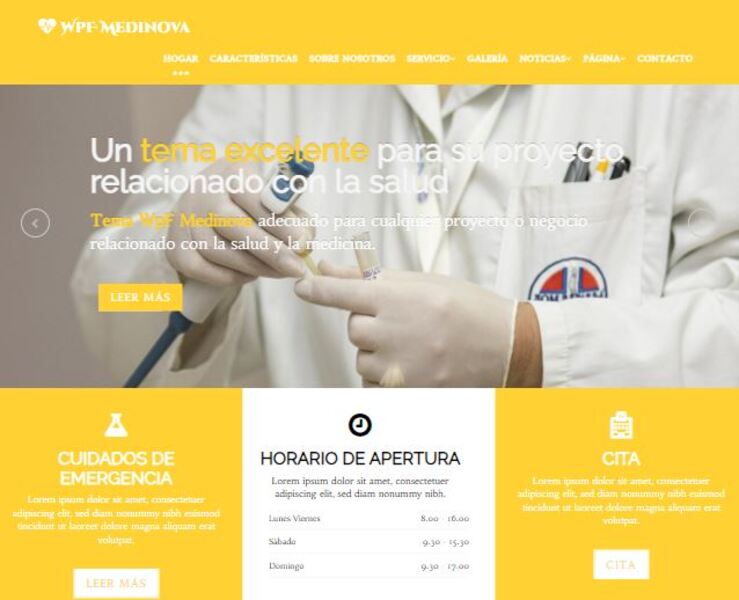 WPF MEDINOVA
HOGAR CARACTERÍSTICAS SOBRE NOSOTROS SERVICIO GALERÍA NOTICIAS PÁGINA CONTACTO
Un tema excelente para su proyecto
relacionado con la salud
Tema WpF Medinova adecuado para cualquier proyecto o negocio
relacionado con la salud y la medicina.
LEER MÁS
CUIDADOS DE
EMERGENCIA
Lorem ipsum dolor sit amet, consectetuer
adipiscing elit, sed diam nonummy nibh euismod
tincidunt ut laoreet dolore magna aliquam erat
volutpat.
LEER MÁS
HORARIO DE APERTURA
Lorem ipsum dolor sit amet, consectetuer
adipiscing elit, sed diam nonummy nibh.
Lunes Viernes 8.00 - 16.00
Sábado 9.30 - 15.30
Domingo 9.30 - 17.00
CITA
Lorem ipsum dolor sit amet, consectetuer
adipiscing elit, sed diam nonummy nibh euismod
tincidunt ut laoreet dolore magna aliquam erat
volutpat.
CITA